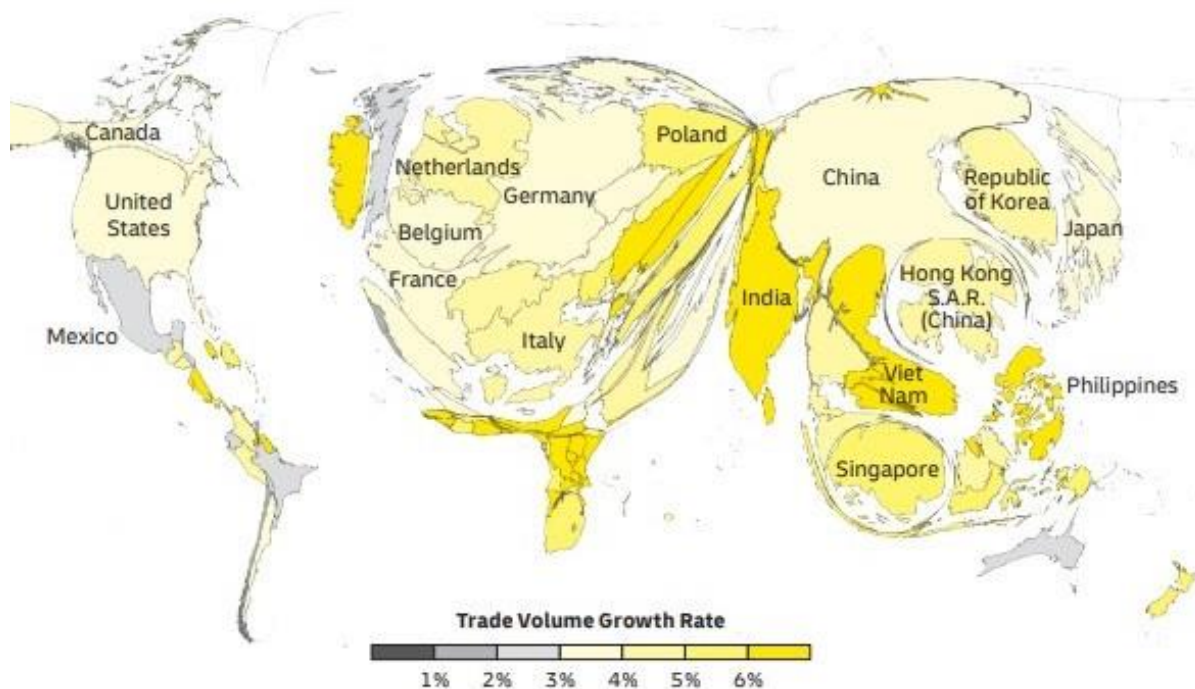 Canada
United
States
Mexico
Netherlands
Belgium
France
Germany
Poland
Italy
China
India
Republic
of Korea
Japan
Hong Kong
S.A.R.
(China)
Viet
Nam
Philippines
Singapore
Trade Volume Growth Rate
1% 2% 3% 4% 5% 6%